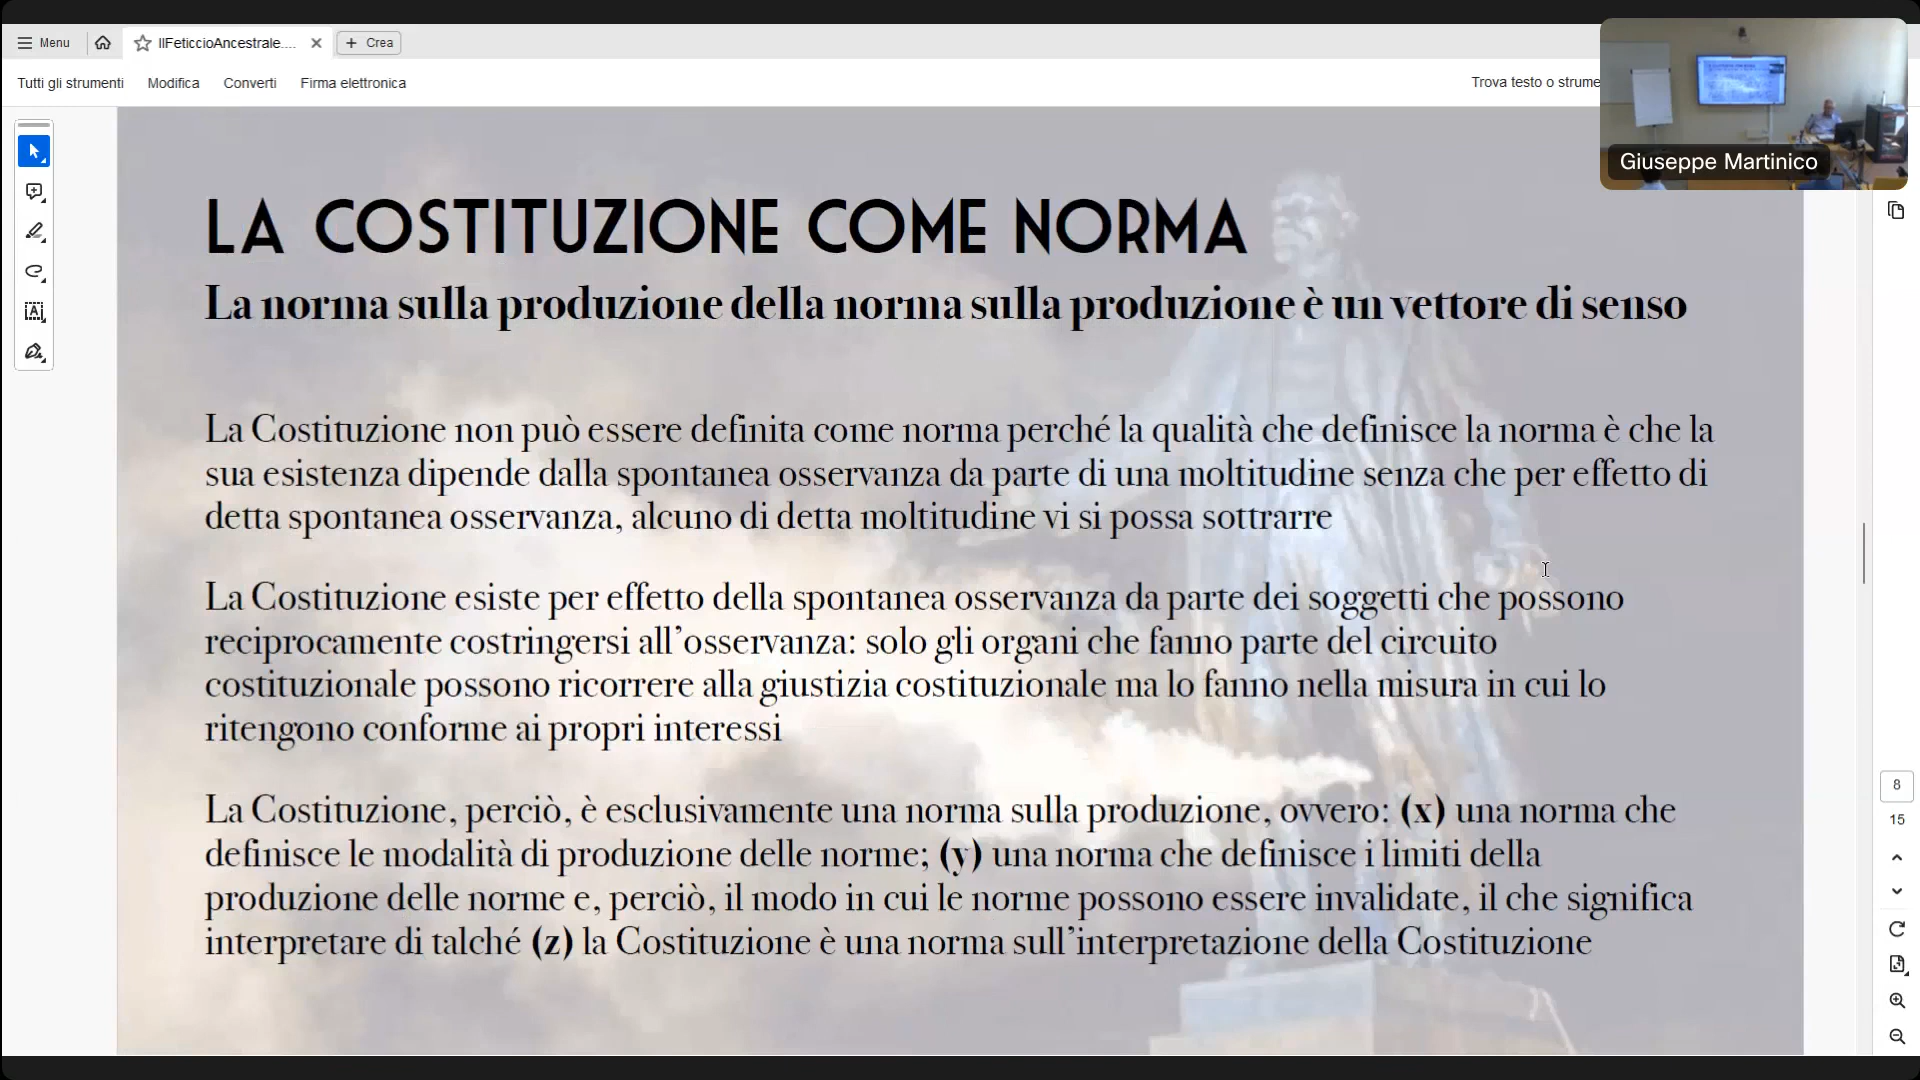 Menu
IlFeticcioAncestrale....
Crea
Tutti gli strumenti
Modifica
Converti
Firma elettronica
Trova testo o strume
Giuseppe Martinico
LA COSTITUZIONE COME NORMA
La norma sulla produzione della norma sulla produzione è un vettore di senso
La Costituzione non può essere definita come norma perché la qualità che definisce la norma è che la
sua esistenza dipende dalla spontanea osservanza da parte di una moltitudine senza che per effetto di
detta spontanea osservanza, alcuno di detta moltitudine vi si possa sottrarre
La Costituzione esiste per effetto della spontanea osservanza da parte dei soggetti che possono
reciprocamente costringersi all’osservanza: solo gli organi che fanno parte del circuito
costituzionale possono ricorrere alla giustizia costituzionale ma lo fanno nella misura in cui lo
ritengono conforme ai propri interessi
La Costituzione, perciò, è esclusivamente una norma sulla produzione, ovvero: (x) una norma che
definisce le modalità di produzione delle norme; (y) una norma che definisce i limiti della
produzione delle norme e, perciò, il modo in cui le norme possono essere invalidate, il che significa
interpretare di talché (z) la Costituzione è una norma sull’interpretazione della Costituzione
8
15